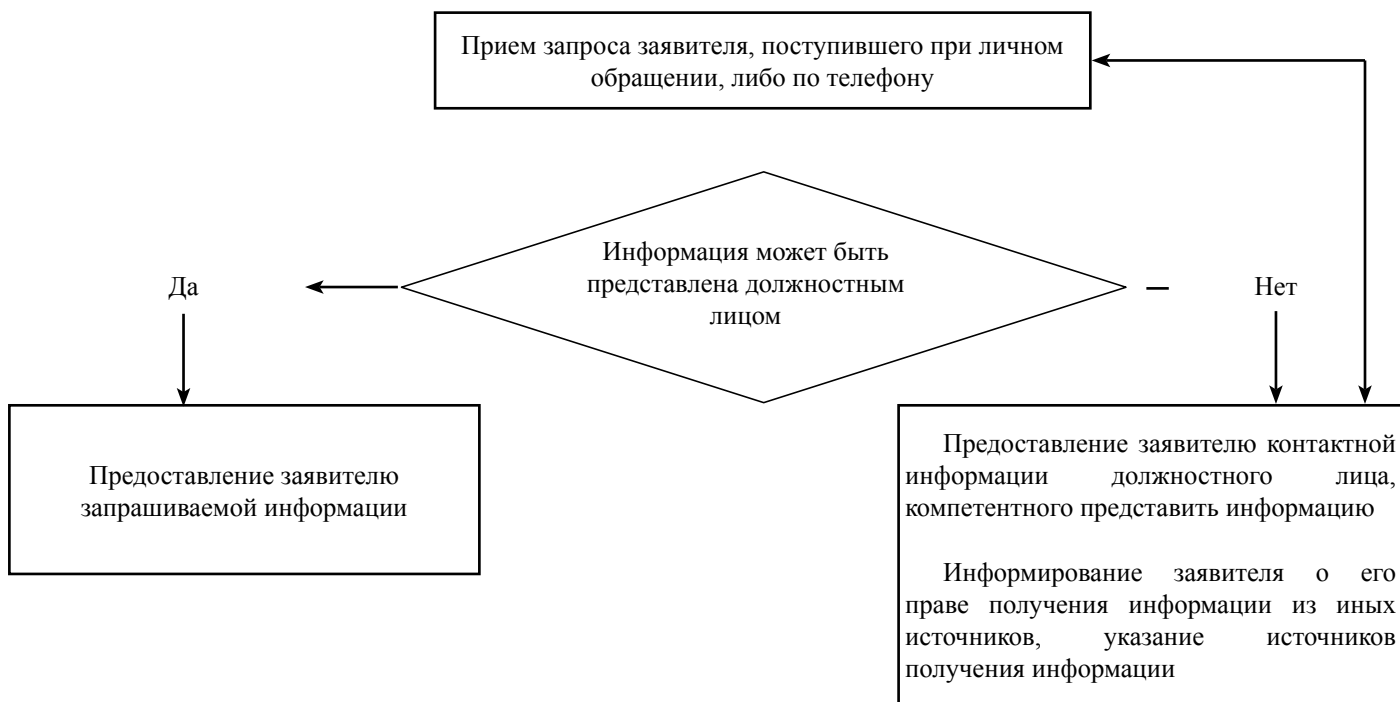 Прием запроса заявителя, поступившего при личном
обращении, либо по телефону
Информация может быть
представлена должностным
лицом
Да
Нет
Предоставление заявителю
запрашиваемой информации
Предоставление заявителю контактной
информации должностного лица,
компетентного представить информацию
Информирование заявителя о его
праве получения информации из иных
источников, указание источников
получения информации